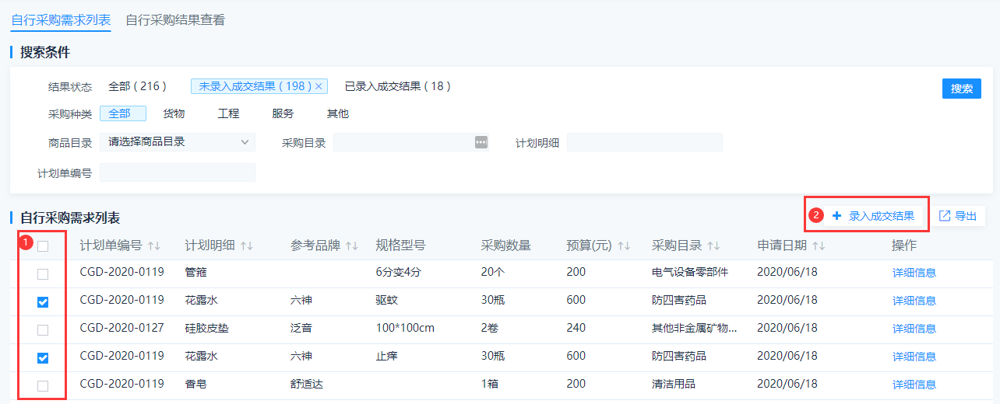 自行采购需求列表 自行采购结果查看
搜索条件
结果状态 全部 ( 216 ) 未录入成交结果 ( 198 ) × 已录入成交结果 ( 18 ) 搜索
采购种类 全部 货物 工程 服务 其他
商品目录 请选择商品目录 采购目录 计划明细
计划单编号
自行采购需求列表 2 + 录入成交结果 导出
1 计划单编号 ↑↓ 计划明细 ↑↓ 参考品牌 ↑↓ 规格型号 采购数量 预算(元) ↑↓ 采购目录 ↑↓ 申请日期 ↑↓ 操作
CGD-2020-0119 管箍 6分变4分 20个 200 电气设备零部件 2020/06/18 详细信息
CGD-2020-0119 花露水 六神 驱蚊 30瓶 600 防四害药品 2020/06/18 详细信息
CGD-2020-0127 硅胶皮垫 泛音 100*100cm 2卷 240 其他非金属矿物... 2020/06/18 详细信息
CGD-2020-0119 花露水 六神 止痒 30瓶 600 防四害药品 2020/06/18 详细信息
CGD-2020-0119 香皂 舒适达 1箱 200 清洁用品 2020/06/18 详细信息